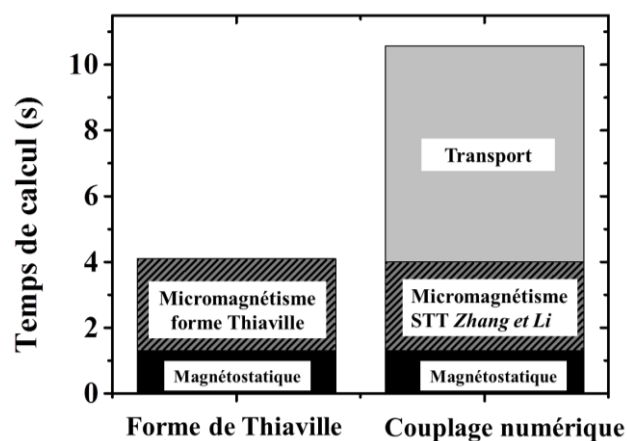 Temps de calcul (s)
10
8
6
4
2
0
Micromagnétisme
forme Thiaville
Magnétostatique
Transport
Micromagnétisme
STT Zhang et Li
Magnétostatique
Forme de Thiaville
Couplage numérique